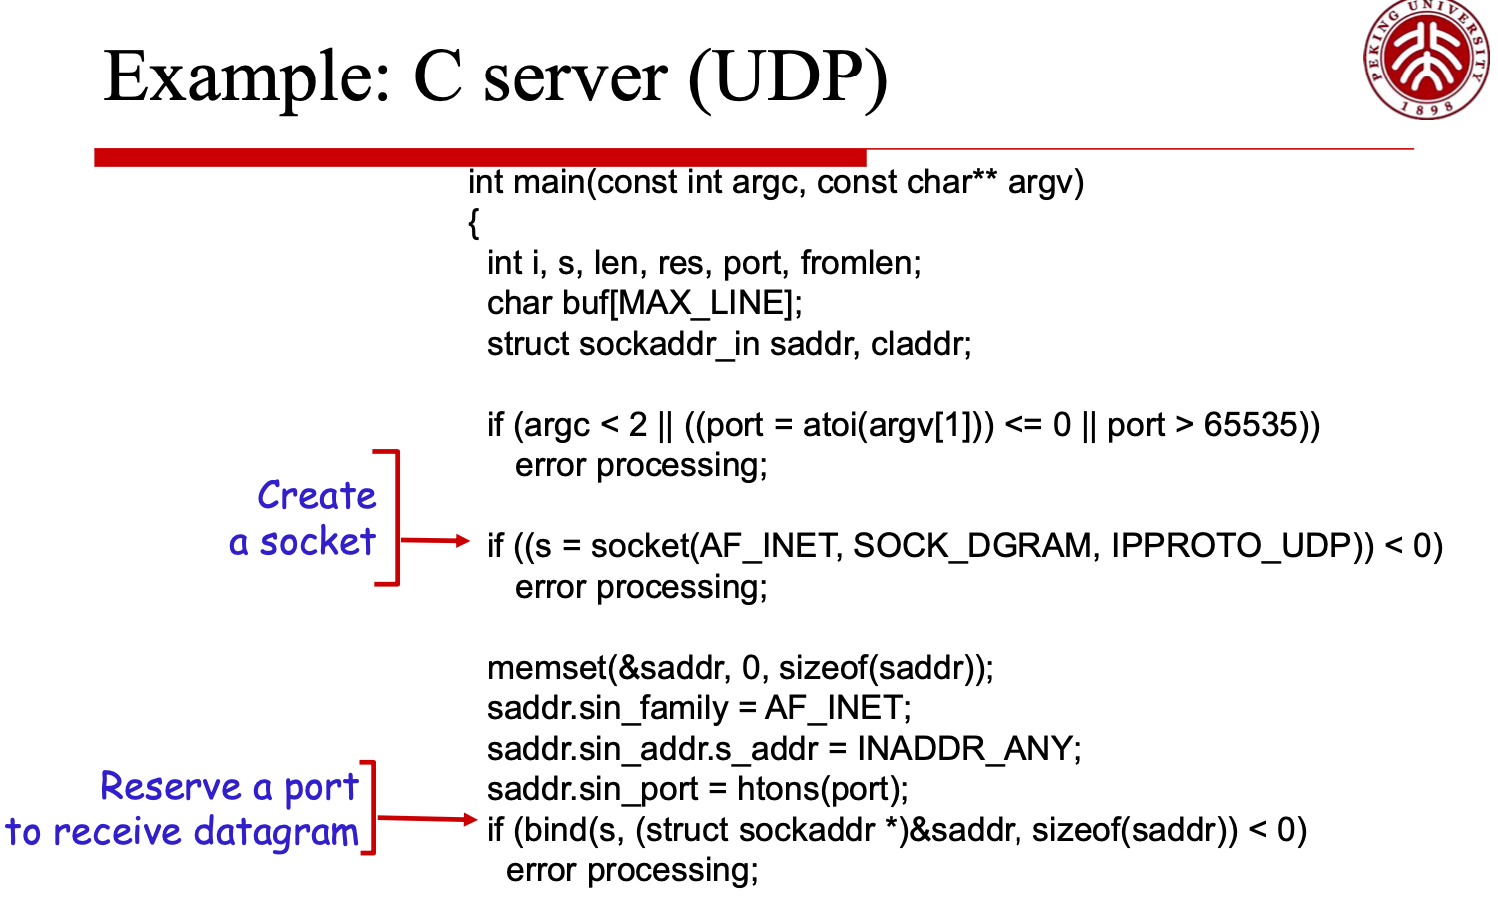 Example: C server (UDP)
PEKING UNIVERSITY
1898
int main(const int argc, const char** argv)
{
int i, s, len, res, port, fromlen;
char buf[MAX_LINE];
struct sockaddr_in saddr, claddr;
if (argc < 2 || ((port = atoi(argv[1])) <= 0 || port > 65535))
error processing;
Create
a socket
if ((s = socket(AF_INET, SOCK_DGRAM, IPPROTO_UDP)) < 0)
error processing;
memset(&saddr, 0, sizeof(saddr));
saddr.sin_family = AF_INET;
saddr.sin_addr.s_addr = INADDR_ANY;
saddr.sin_port = htons(port);
Reserve a port
to receive datagram
if (bind(s, (struct sockaddr *)&saddr, sizeof(saddr)) < 0)
error processing;